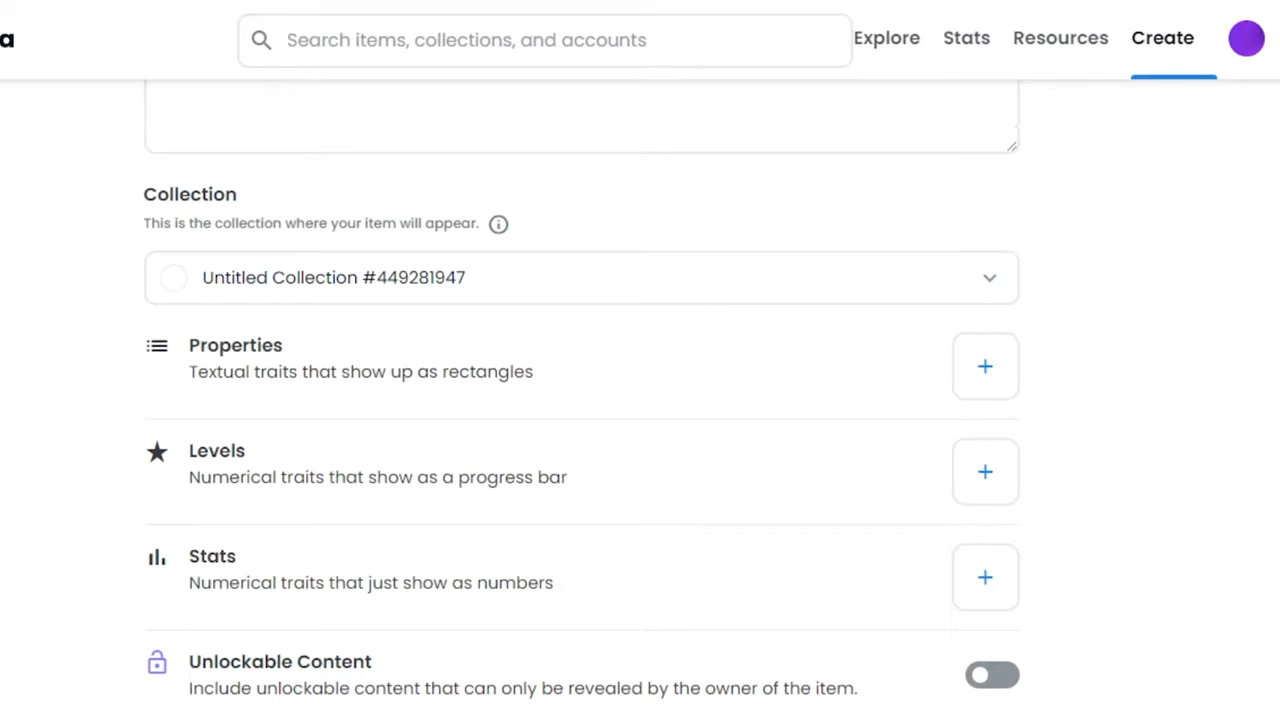 a
Search items, collections, and accounts
Explore
Stats
Resources
Create
Collection
This is the collection where your item will appear.
Untitled Collection #449281947
Properties
Textual traits that show up as rectangles
Levels
Numerical traits that show as a progress bar
Stats
Numerical traits that just show as numbers
Unlockable Content
Include unlockable content that can only be revealed by the owner of the item.